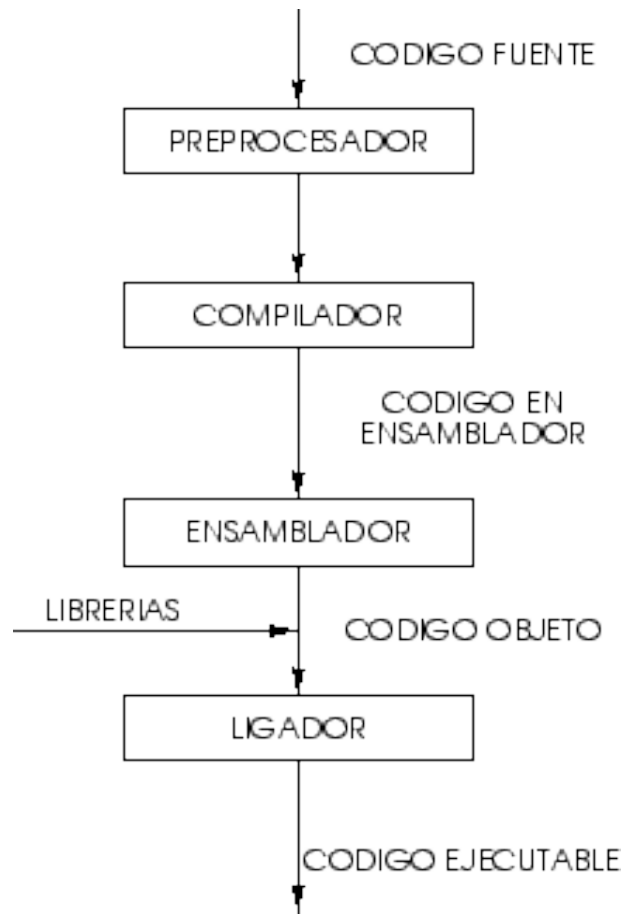 CODIGO FUENTE
PREPROCESADOR
COMPILADOR
CODIGO EN
ENSAMBLADOR
ENSAMBLADOR
LIBRERIAS
CODIGO OBJETO
LIGADOR
CODIGO EJECUTABLE